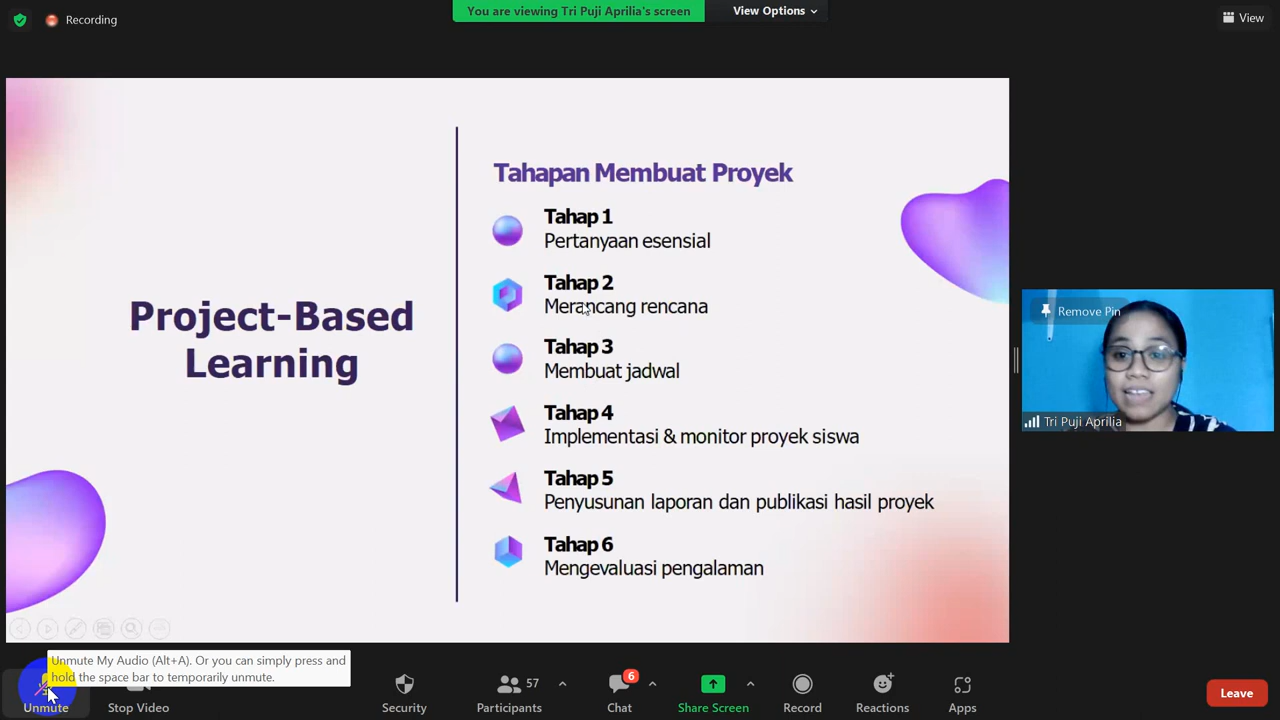 Recording
You are viewing Tri Puji Aprilia's screen
View Options
View
Project-Based
Learning
Tahapan Membuat Proyek
Tahap 1
Pertanyaan esensial
Tahap 2
Merancang rencana
Tahap 3
Membuat jadwal
Tahap 4
Implementasi & monitor proyek siswa
Tahap 5
Penyusunan laporan dan publikasi hasil proyek
Tahap 6
Mengevaluasi pengalaman
Remove Pin
Tri Puji Aprilia
Unmute My Audio (Alt+A). Or you can simply press and
hold the space bar to temporarily unmute.
Unmute
Stop Video
Security
57
Participants
6
Chat
Share Screen
Record
Reactions
Apps
Leave